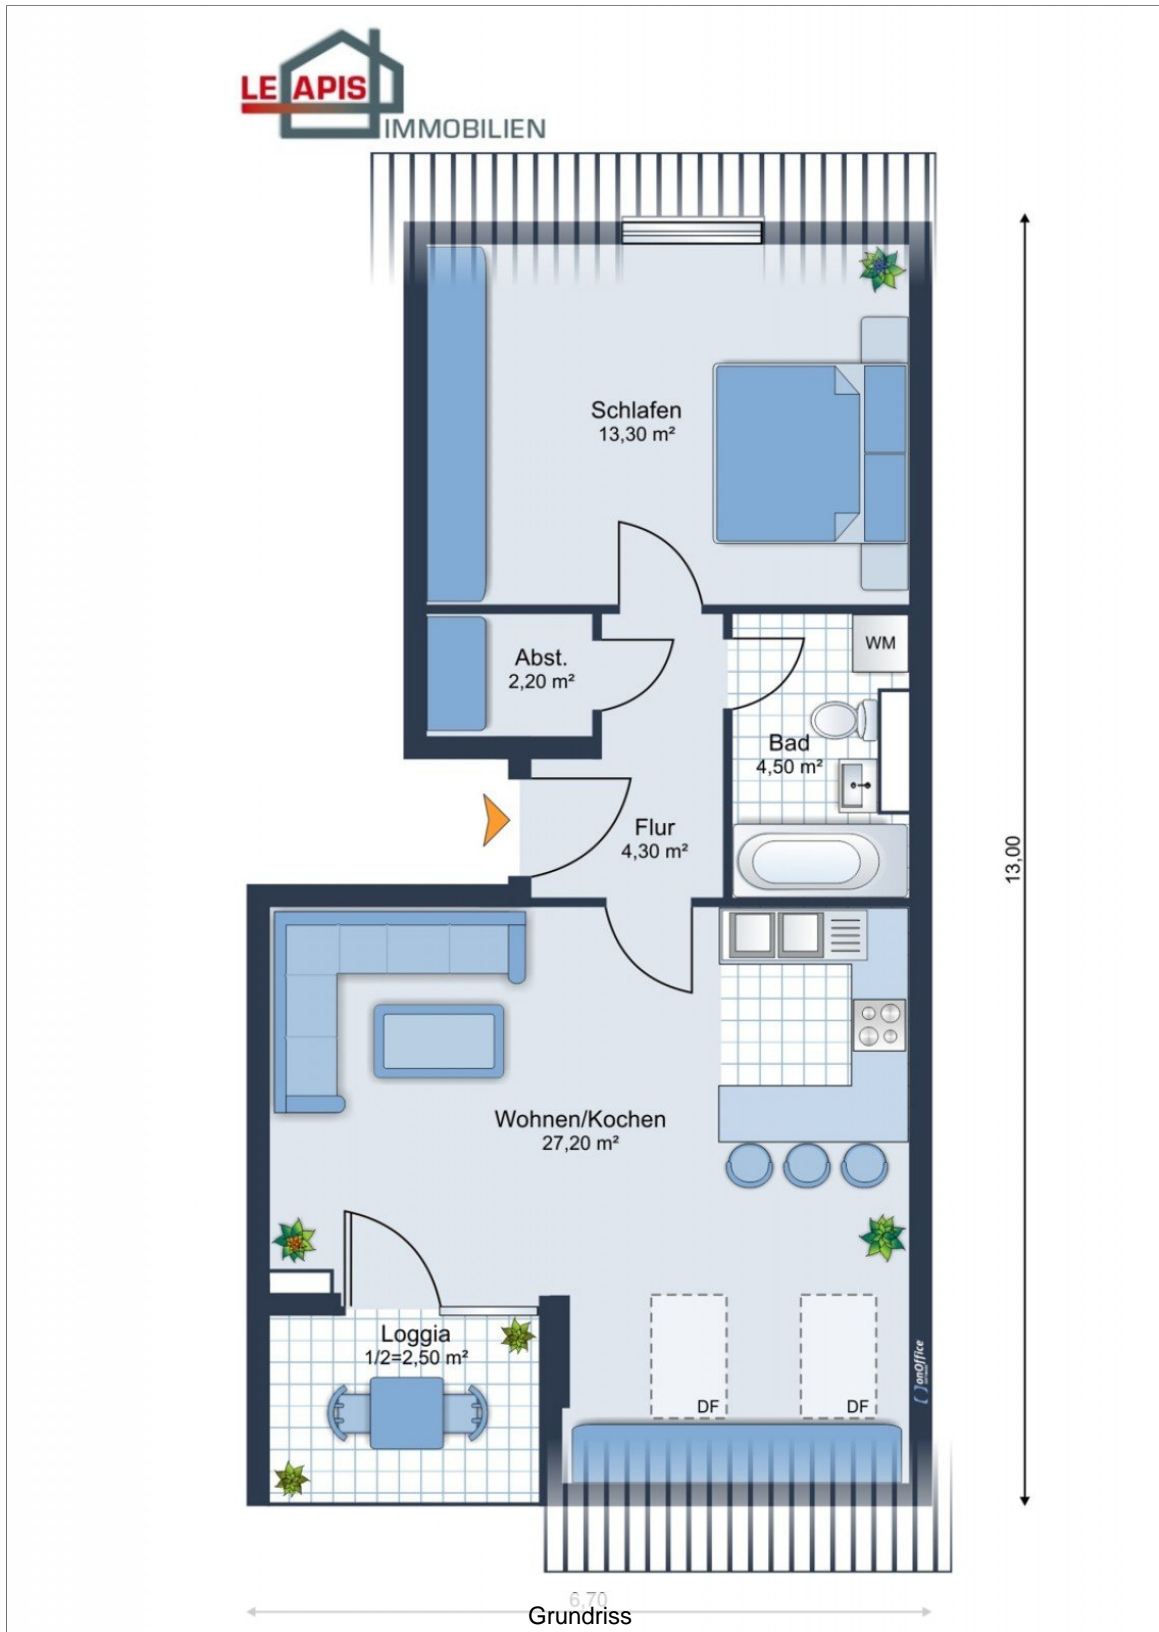 LE APIS
IMMOBILIEN
Schlafen
13,30 m²
Abst.
2,20 m²
WM
Bad
4,50 m²
Flur
4,30 m²
13,00
Wohnen/Kochen
27,20 m²
Loggia
1/2=2,50 m²
DF
DF
onOffice
6,70
Grundriss